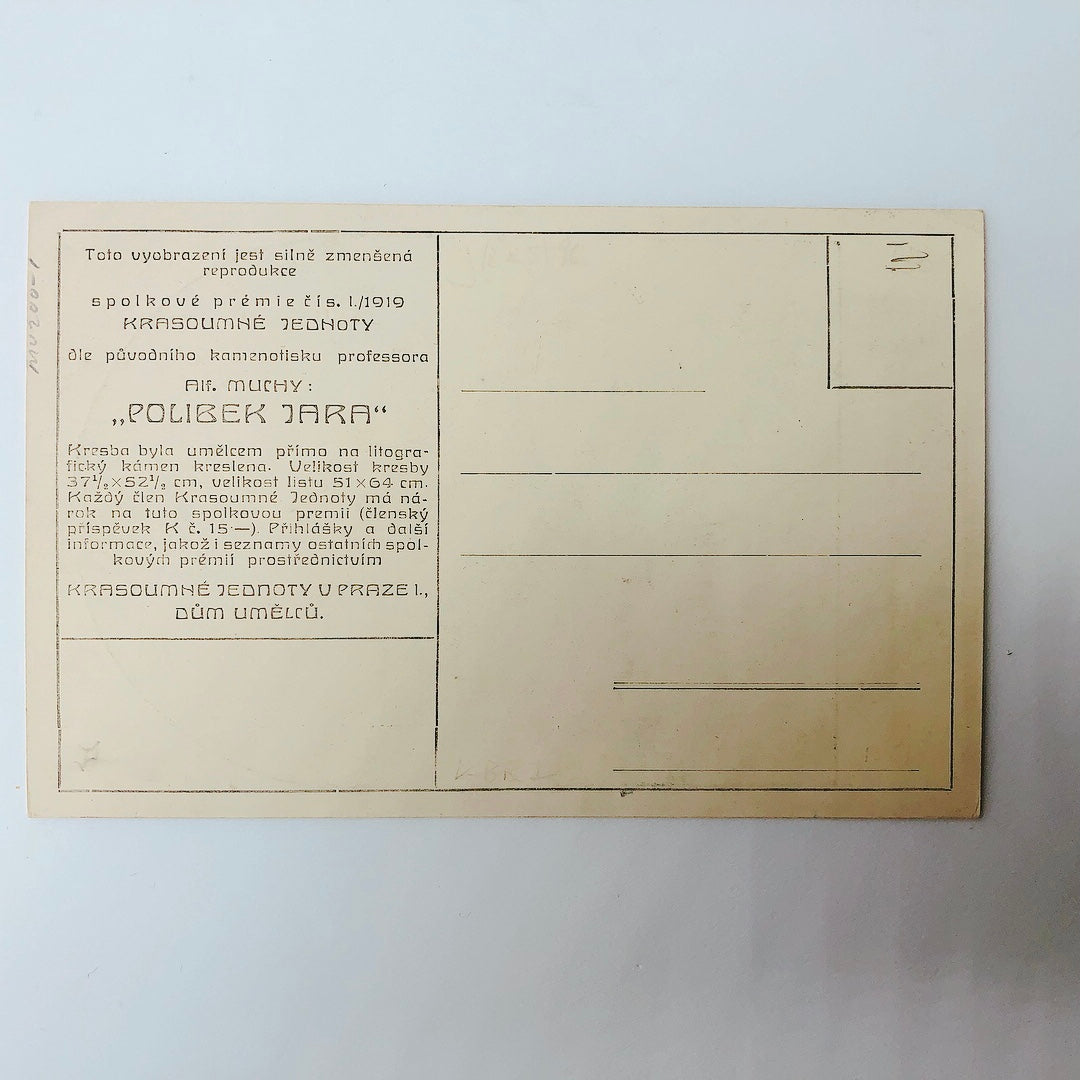 Toto vyobrazení jest silně zmenšená
reprodukce
spolkové prémie čís. I./1919
KRASOUMNÉ JEDNOTY
dle původního kamenotisku professora
Alf. MUCHY:
„POLIBEK JARA“
Kresba byla umělcem přímo na litogra-
fický kámen kreslena. Velikost kresby
37½×52½ cm, velikost listu 51×64 cm.
Každý člen Krasoumné Jednoty má ná-
rok na tuto spolkovou premii (členský
příspěvek K č. 15·—). Přihlášky a další
informace, jakož i seznamy ostatních spol-
kových prémií prostřednictvím
KRASOUMNÉ JEDNOTY V PRAZE I.,
DŮM UMĚLCŮ.
MV200-1